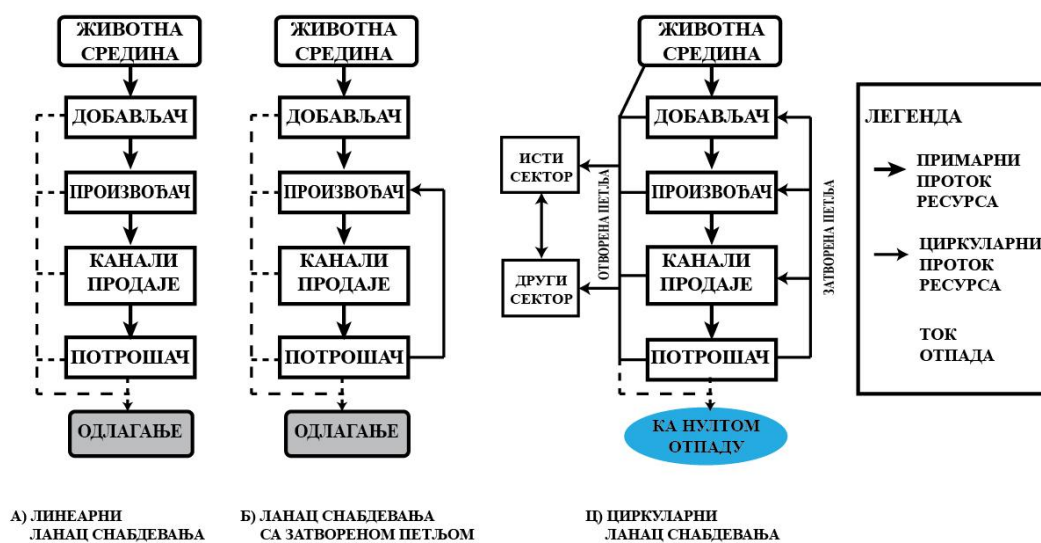 ЖИВОТНА
СРЕДИНА
ДОБАВЉАЧ
ПРОИЗВОЂАЧ
КАНАЛИ
ПРОДАЈЕ
ПОТРОШАЧ
ОДЛАГАЊЕ
А) ЛИНЕАРНИ
ЛАНАЦ СНАБДЕВАЊА
ЖИВОТНА
СРЕДИНА
ДОБАВЉАЧ
ПРОИЗВОЂАЧ
КАНАЛИ
ПРОДАЈЕ
ПОТРОШАЧ
ОДЛАГАЊЕ
Б) ЛАНАЦ СНАБДЕВАЊА
СА ЗАТВОРЕНОМ ПЕТЉОМ
ЖИВОТНА
СРЕДИНА
ДОБАВЉАЧ
ПРОИЗВОЂАЧ
КАНАЛИ
ПРОДАЈЕ
ПОТРОШАЧ
ИСТИ
СЕКТОР
ДРУГИ
СЕКТОР
ОТВОРЕНА ПЕТЉА
ЗАТВОРЕНА ПЕТЉА
КА НУЛТОМ
ОТПАДУ
Ц) ЦИРКУЛАРНИ
ЛАНАЦ СНАБДЕВАЊА
ЛЕГЕНДА
ПРИМАРНИ
ПРОТОК
РЕСУРСА
ЦИРКУЛАРНИ
ПРОТОК
РЕСУРСА
ТОК
ОТПАДА